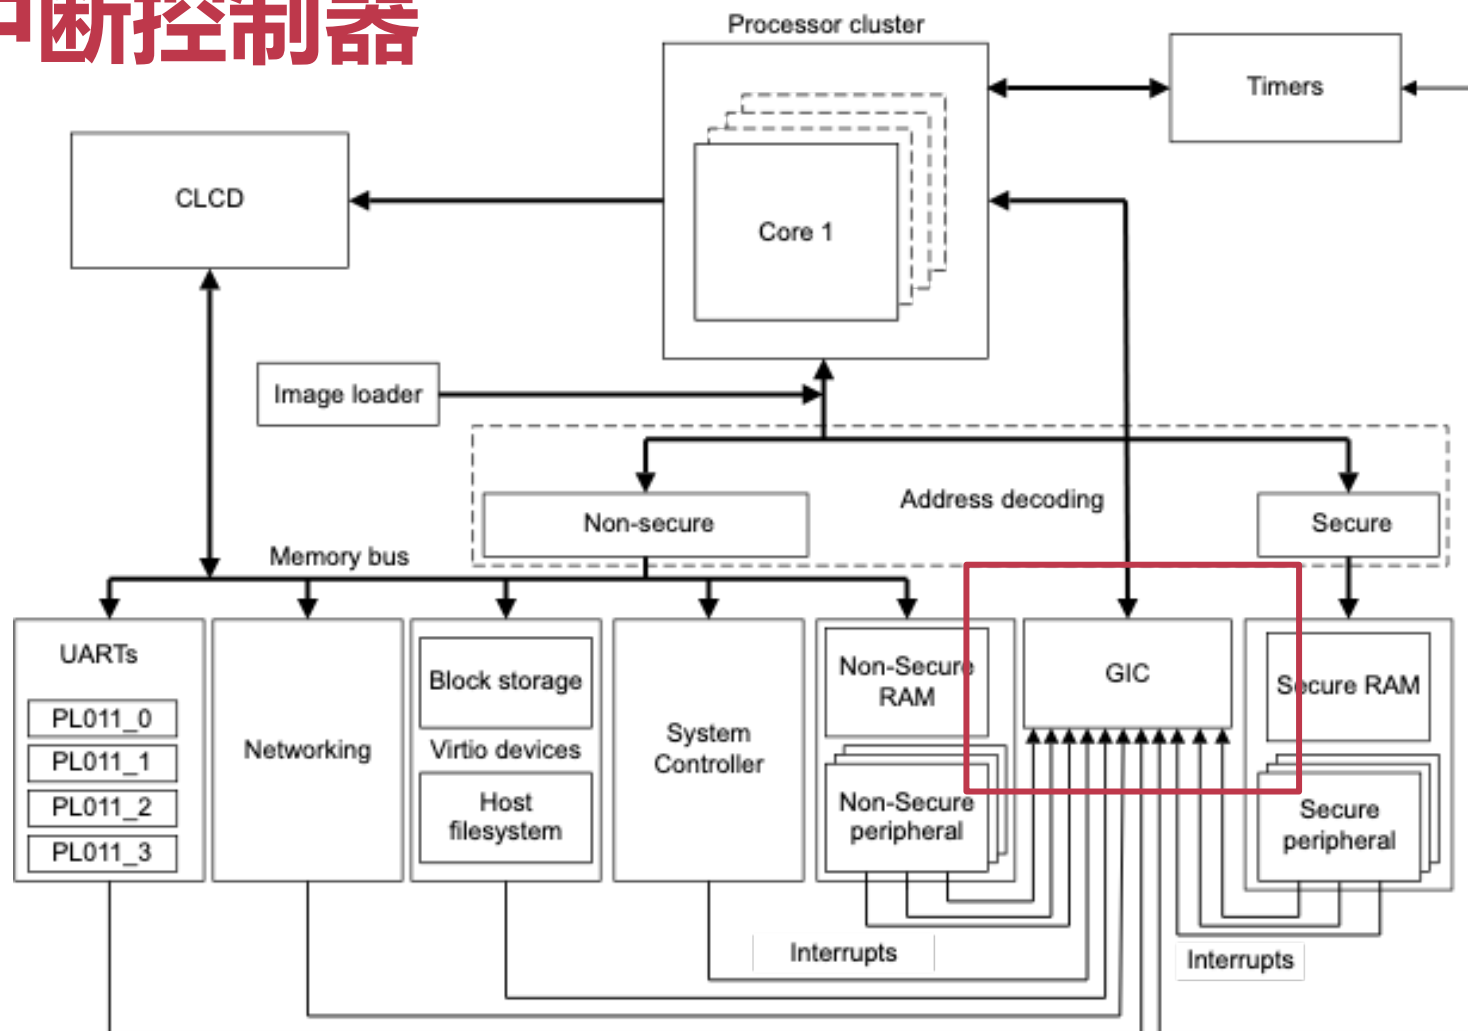 中断控制器
Processor cluster
Timers
CLCD
Core 1
Image loader
Address decoding
Non-secure
Secure
Memory bus
UARTs
PL011_0
PL011_1
PL011_2
PL011_3
Networking
Block storage
Virtio devices
Host
filesystem
System
Controller
Non-Secure
RAM
Non-Secure
peripheral
GIC
Secure RAM
Secure
peripheral
Interrupts
Interrupts